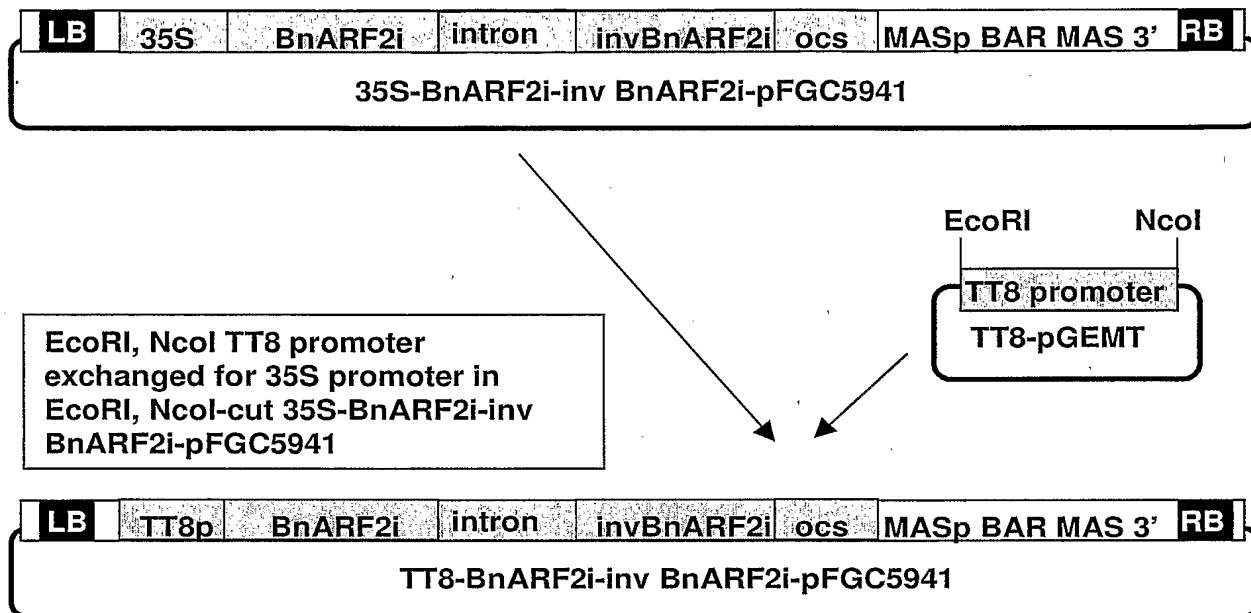 LB 35S BnARF2i intron invBnARF2i ocs MASp BAR MAS 3' RB
35S-BnARF2i-inv BnARF2i-pFGC5941
EcoRI NcoI
TT8 promoter
TT8-pGEMT
EcoRI, NcoI TT8 promoter
exchanged for 35S promoter in
EcoRI, NcoI-cut 35S-BnARF2i-inv
BnARF2i-pFGC5941
LB TT8p BnARF2i intron invBnARF2i ocs MASp BAR MAS 3' RB
TT8-BnARF2i-inv BnARF2i-pFGC5941